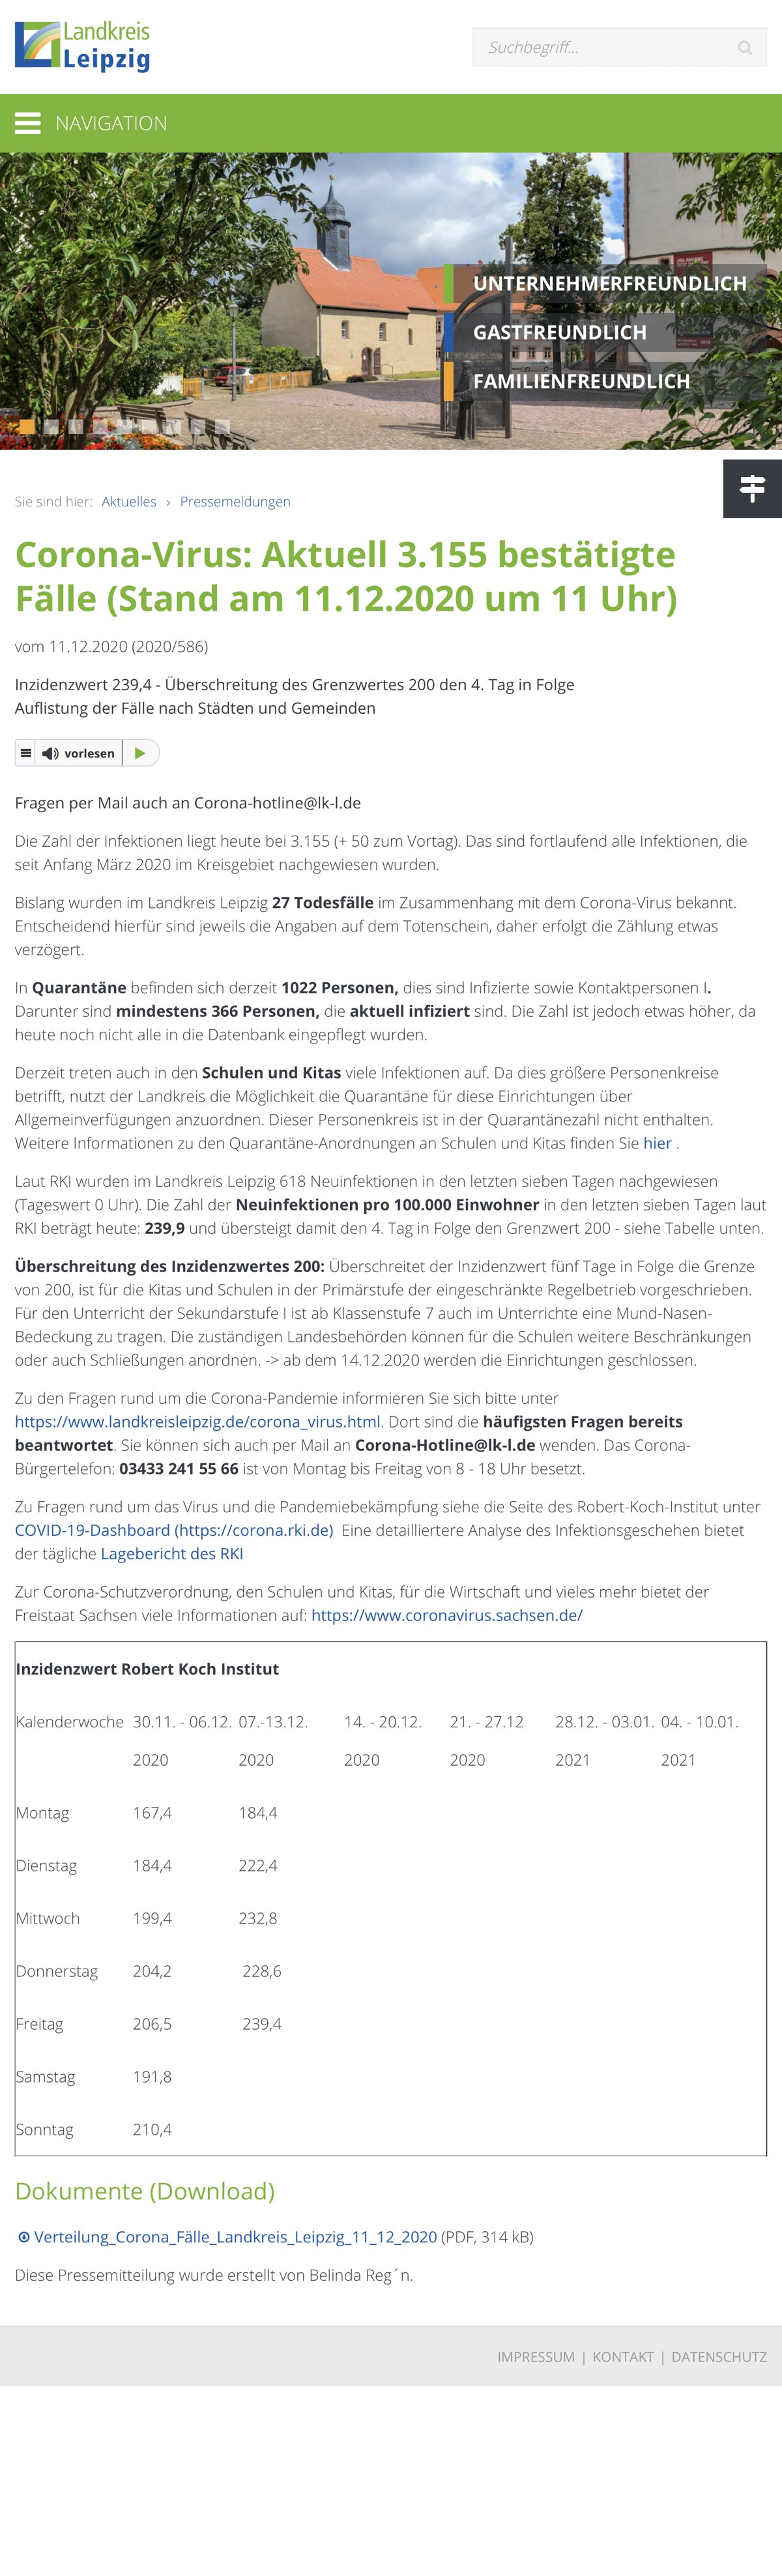 Landkreis
Leipzig
Suchbegriff...
NAVIGATION
UNTERNEHMERFREUNDLICH
GASTFREUNDLICH
FAMILIENFREUNDLICH
Sie sind hier: Aktuelles › Pressemeldungen
Corona-Virus: Aktuell 3.155 bestätigte
Fälle (Stand am 11.12.2020 um 11 Uhr)
vom 11.12.2020 (2020/586)
Inzidenzwert 239,4 - Überschreitung des Grenzwertes 200 den 4. Tag in Folge
Auflistung der Fälle nach Städten und Gemeinden
vorlesen
Fragen per Mail auch an Corona-hotline@lk-l.de
Die Zahl der Infektionen liegt heute bei 3.155 (+ 50 zum Vortag). Das sind fortlaufend alle Infektionen, die
seit Anfang März 2020 im Kreisgebiet nachgewiesen wurden.
Bislang wurden im Landkreis Leipzig 27 Todesfälle im Zusammenhang mit dem Corona-Virus bekannt.
Entscheidend hierfür sind jeweils die Angaben auf dem Totenschein, daher erfolgt die Zählung etwas
verzögert.
In Quarantäne befinden sich derzeit 1022 Personen, dies sind Infizierte sowie Kontaktpersonen I.
Darunter sind mindestens 366 Personen, die aktuell infiziert sind. Die Zahl ist jedoch etwas höher, da
heute noch nicht alle in die Datenbank eingepflegt wurden.
Derzeit treten auch in den Schulen und Kitas viele Infektionen auf. Da dies größere Personenkreise
betrifft, nutzt der Landkreis die Möglichkeit die Quarantäne für diese Einrichtungen über
Allgemeinverfügungen anzuordnen. Dieser Personenkreis ist in der Quarantänezahl nicht enthalten.
Weitere Informationen zu den Quarantäne-Anordnungen an Schulen und Kitas finden Sie hier .
Laut RKI wurden im Landkreis Leipzig 618 Neuinfektionen in den letzten sieben Tagen nachgewiesen
(Tageswert 0 Uhr). Die Zahl der Neuinfektionen pro 100.000 Einwohner in den letzten sieben Tagen laut
RKI beträgt heute: 239,9 und übersteigt damit den 4. Tag in Folge den Grenzwert 200 - siehe Tabelle unten.
Überschreitung des Inzidenzwertes 200: Überschreitet der Inzidenzwert fünf Tage in Folge die Grenze
von 200, ist für die Kitas und Schulen in der Primärstufe der eingeschränkte Regelbetrieb vorgeschrieben.
Für den Unterricht der Sekundarstufe I ist ab Klassenstufe 7 auch im Unterrichte eine Mund-Nasen-
Bedeckung zu tragen. Die zuständigen Landesbehörden können für die Schulen weitere Beschränkungen
oder auch Schließungen anordnen. -> ab dem 14.12.2020 werden die Einrichtungen geschlossen.
Zu den Fragen rund um die Corona-Pandemie informieren Sie sich bitte unter
https://www.landkreisleipzig.de/corona_virus.html. Dort sind die häufigsten Fragen bereits
beantwortet. Sie können sich auch per Mail an Corona-Hotline@lk-l.de wenden. Das Corona-
Bürgertelefon: 03433 241 55 66 ist von Montag bis Freitag von 8 - 18 Uhr besetzt.
Zu Fragen rund um das Virus und die Pandemiebekämpfung siehe die Seite des Robert-Koch-Institut unter
COVID-19-Dashboard (https://corona.rki.de) Eine detailliertere Analyse des Infektionsgeschehen bietet
der tägliche Lagebericht des RKI
Zur Corona-Schutzverordnung, den Schulen und Kitas, für die Wirtschaft und vieles mehr bietet der
Freistaat Sachsen viele Informationen auf: https://www.coronavirus.sachsen.de/
Inzidenzwert Robert Koch Institut
Kalenderwoche 30.11. - 06.12. 07.-13.12. 14. - 20.12. 21. - 27.12 28.12. - 03.01. 04. - 10.01.
2020 2020 2020 2020 2021 2021
Montag 167,4 184,4
Dienstag 184,4 222,4
Mittwoch 199,4 232,8
Donnerstag 204,2 228,6
Freitag 206,5 239,4
Samstag 191,8
Sonntag 210,4
Dokumente (Download)
Verteilung_Corona_Fälle_Landkreis_Leipzig_11_12_2020 (PDF, 314 kB)
Diese Pressemitteilung wurde erstellt von Belinda Reg´n.
IMPRESSUM | KONTAKT | DATENSCHUTZ